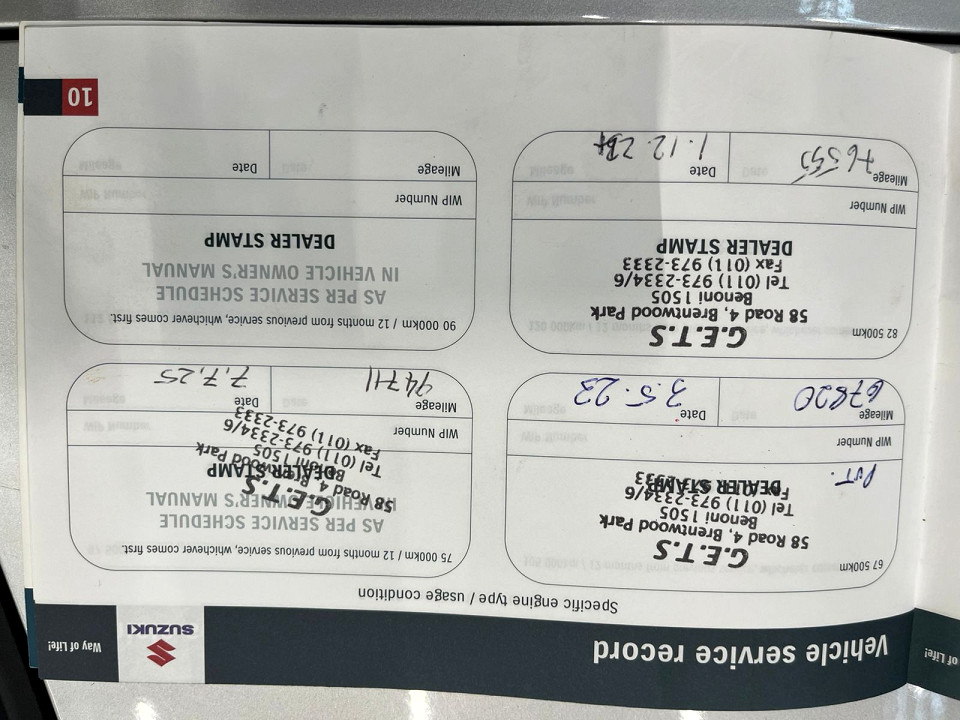 Vehicle service record
SUZUKI
Way of Life!
of Life!
Specific engine type / usage condition
67 500km
G.E.T.S
58 Road 4, Brentwood Park
Benoni 1505
Tel (011) 973-2334/6
DEALER STAMP
WIP Number
Mileage
67820
Date
3.5.23
75 000km / 12 months from previous service, whichever comes first.
AS PER SERVICE SCHEDULE
IN VEHICLE OWNER'S MANUAL
G.E.T.S
58 Road 4, Brentwood Park
Benoni 1505
DEALER STAMP
Tel (011) 973-2334/6
Fax (011) 973-2333
WIP Number
Mileage
94711
Date
7.7.25
82 500km
G.E.T.S
58 Road 4, Brentwood Park
Benoni 1505
Tel (011) 973-2334/6
Fax (011) 973-2333
DEALER STAMP
WIP Number
Mileage
Date
90 000km / 12 months from previous service, whichever comes first.
AS PER SERVICE SCHEDULE
IN VEHICLE OWNER'S MANUAL
DEALER STAMP
WIP Number
Mileage
Date
10